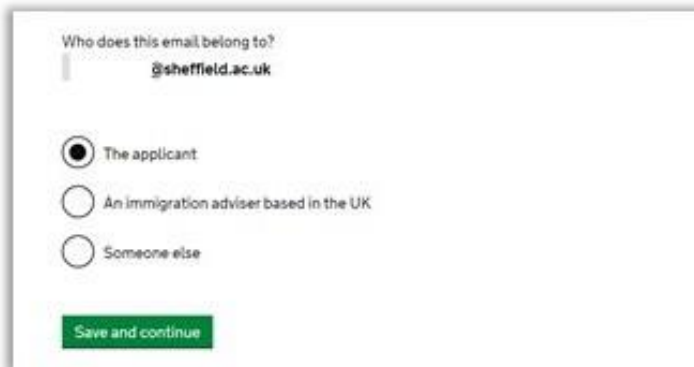 Who does this email belong to?
@sheffield.ac.uk
The applicant
An immigration adviser based in the UK
Someone else
Save and continue